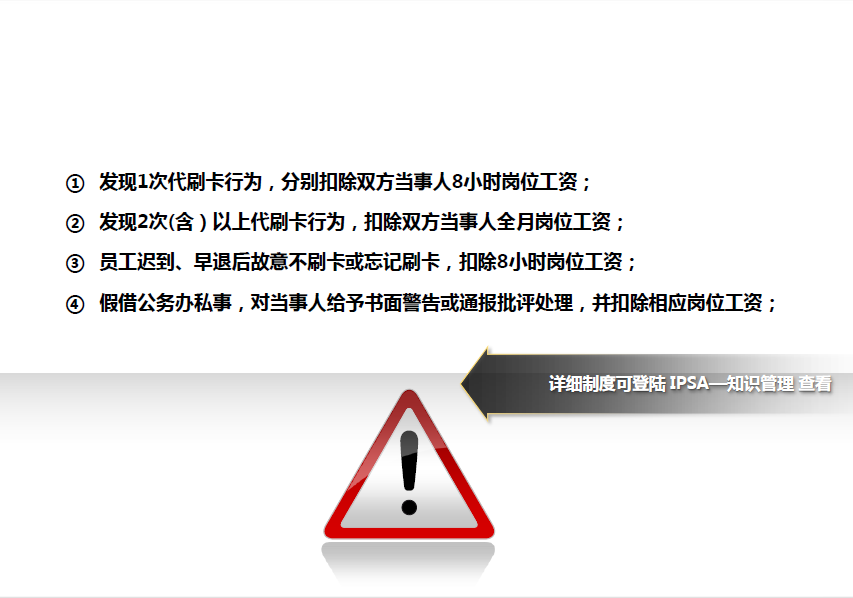 ① 发现1次代刷卡行为，分别扣除双方当事人8小时岗位工资；
② 发现2次(含）以上代刷卡行为，扣除双方当事人全月岗位工资；
③ 员工迟到、早退后故意不刷卡或忘记刷卡，扣除8小时岗位工资；
④ 假借公务办私事，对当事人给予书面警告或通报批评处理，并扣除相应岗位工资；
详细制度可登陆 IPSA—知识管理 查看